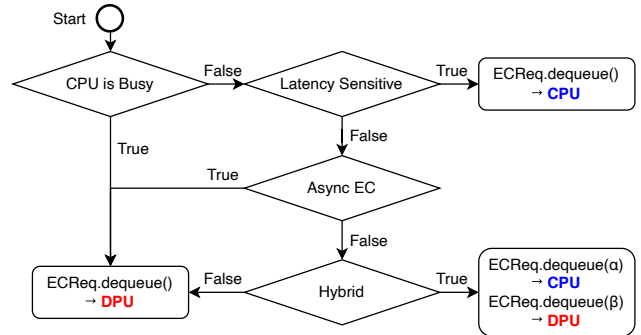 Start
CPU is Busy
False
Latency Sensitive
True
ECReq.dequeue()
→ CPU
True
False
True
Async EC
False
ECReq.dequeue()
→ DPU
False
Hybrid
True
ECReq.dequeue(α)
→ CPU
ECReq.dequeue(β)
→ DPU